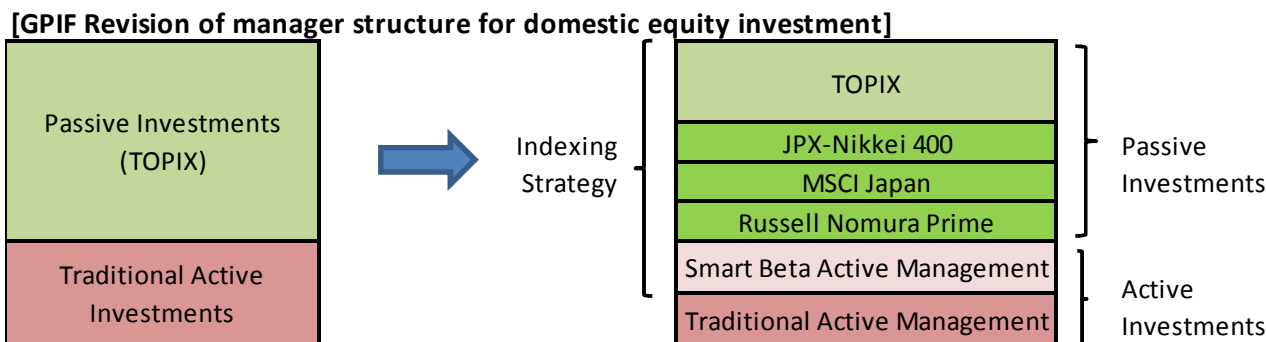 [GPIF Revision of manager structure for domestic equity investment]
Passive Investments
(TOPIX)
Traditional Active
Investments
Indexing
Strategy
TOPIX
JPX-Nikkei 400
MSCI Japan
Russell Nomura Prime
Smart Beta Active Management
Traditional Active Management
Passive
Investments
Active
Investments